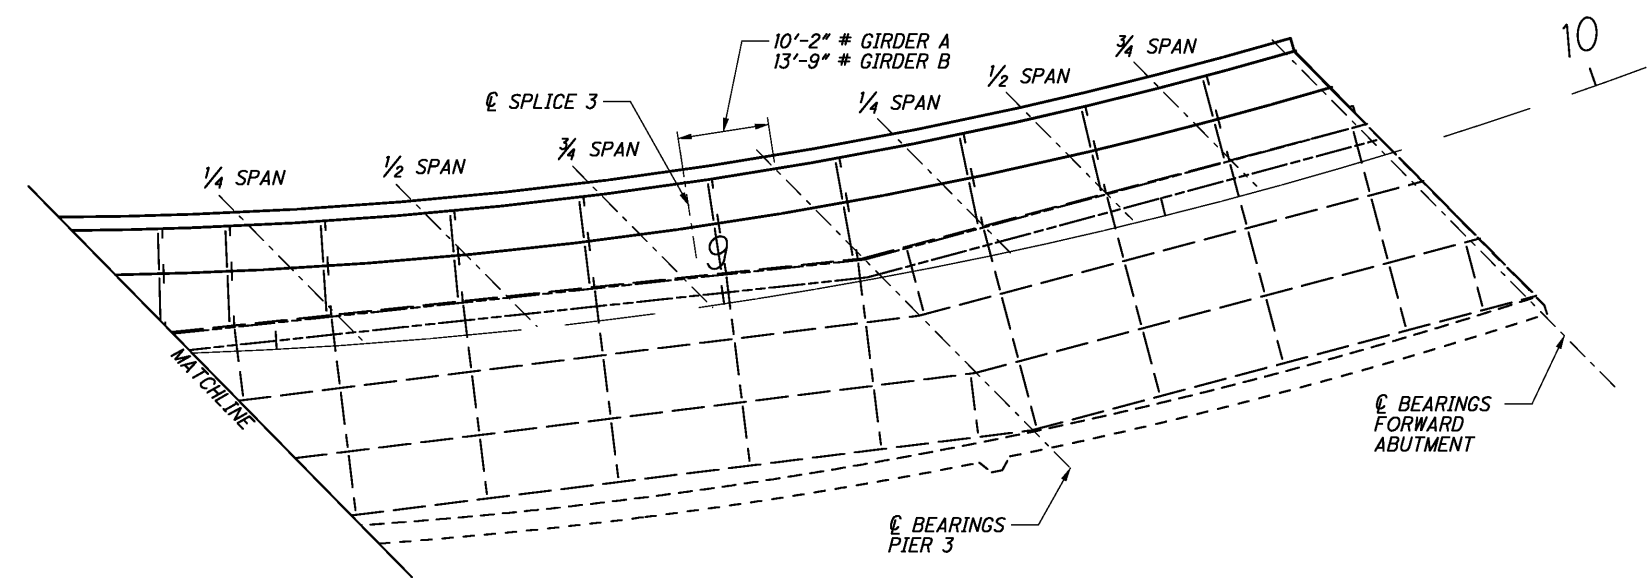 10'-2" # GIRDER A
13'-9" # GIRDER B
10
¾ SPAN
½ SPAN
¼ SPAN
℄ SPLICE 3
¾ SPAN
½ SPAN
¼ SPAN
9
MATCHLINE
℄ BEARINGS
FORWARD
ABUTMENT
℄ BEARINGS
PIER 3